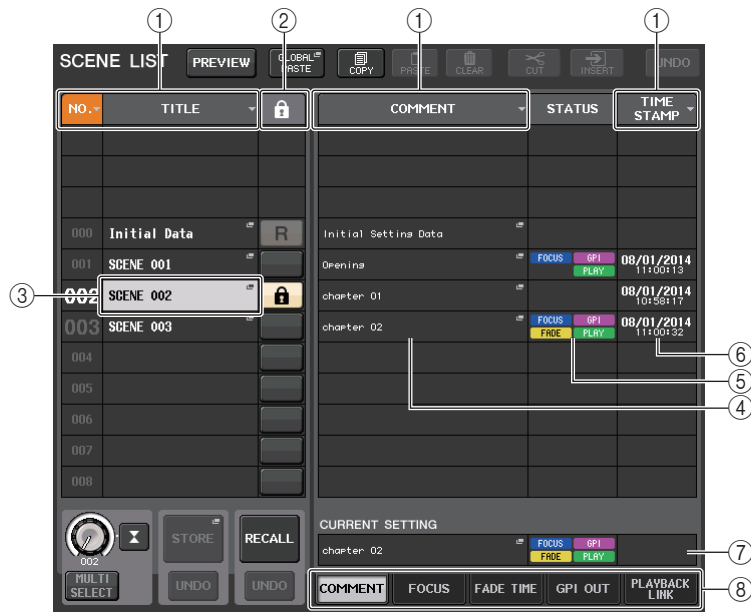 ① ② ① ①
SCENE LIST PREVIEW GLOBAL PASTE COPY PASTE CLEAR CUT INSERT UNDO
NO. TITLE COMMENT STATUS TIME STAMP
000 Initial Data R Initial Setting Data
001 SCENE 001 Opening FOCUS GPI PLAY 08/01/2014 11:00:13
③ 002 SCENE 002 chapter 01 08/01/2014 10:58:17
003 SCENE 003 chapter 02 FOCUS GPI FADE PLAY 08/01/2014 11:00:32
004 ⑥
005 ⑤
006 ④
007
008
CURRENT SETTING
002 STORE RECALL chapter 02 FOCUS GPI FADE PLAY ⑦
MULTI SELECT UNDO UNDO COMMENT FOCUS FADE TIME GPI OUT PLAYBACK LINK ⑧